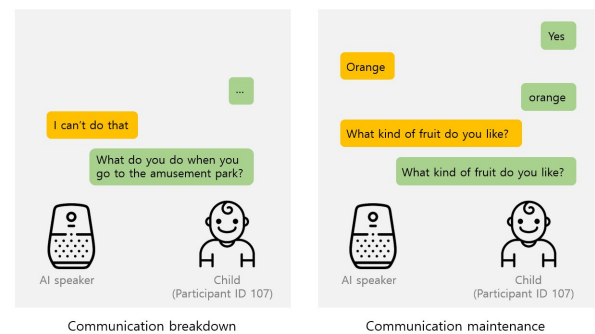 ...
I can't do that
What do you do when you
go to the amusement park?
AI speaker
Child
(Participant ID 107)
Communication breakdown
Yes
Orange
orange
What kind of fruit do you like?
What kind of fruit do you like?
AI speaker
Child
(Participant ID 107)
Communication maintenance